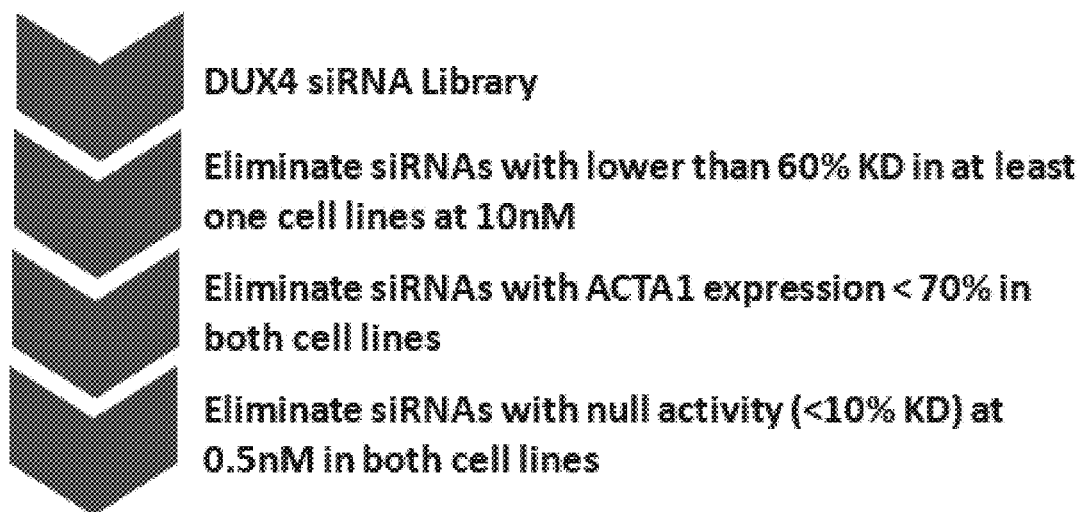 DUX4 siRNA Library
Eliminate siRNAs with lower than 60% KD in at least
one cell lines at 10nM
Eliminate siRNAs with ACTA1 expression < 70% in
both cell lines
Eliminate siRNAs with null activity (<10% KD) at
0.5nM in both cell lines